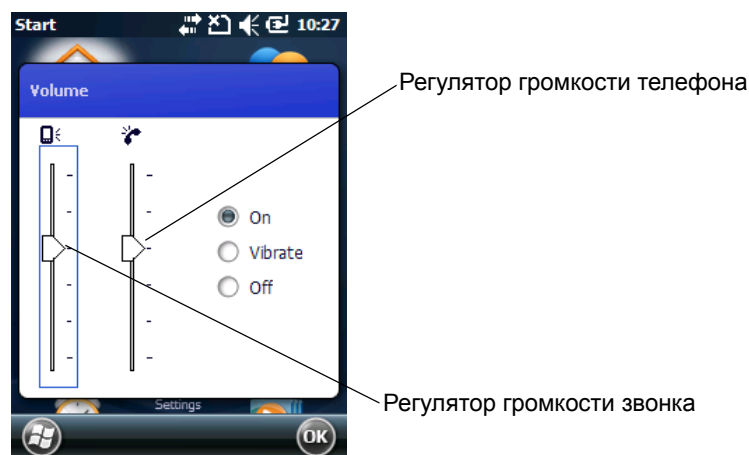 Start 10:27
Volume
Регулятор громкости телефона
On
Vibrate
Off
Регулятор громкости звонка
Settings
OK